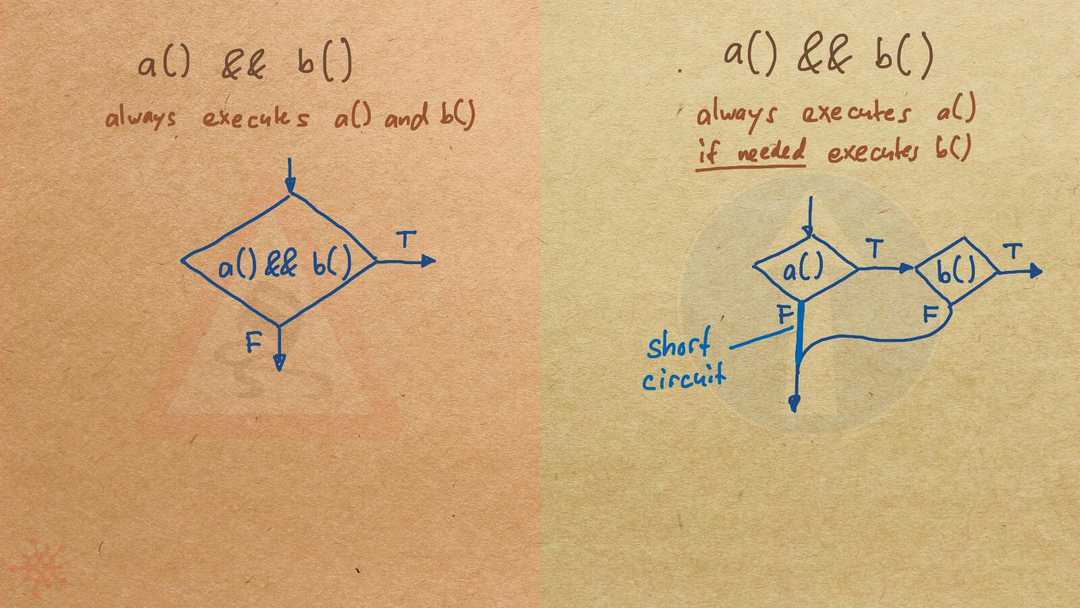 a() && b()
always executes a() and b()
a() && b()
T
F
a() && b()
always executes a()
if needed executes b()
a()
T
b()
T
F
F
short
circuit